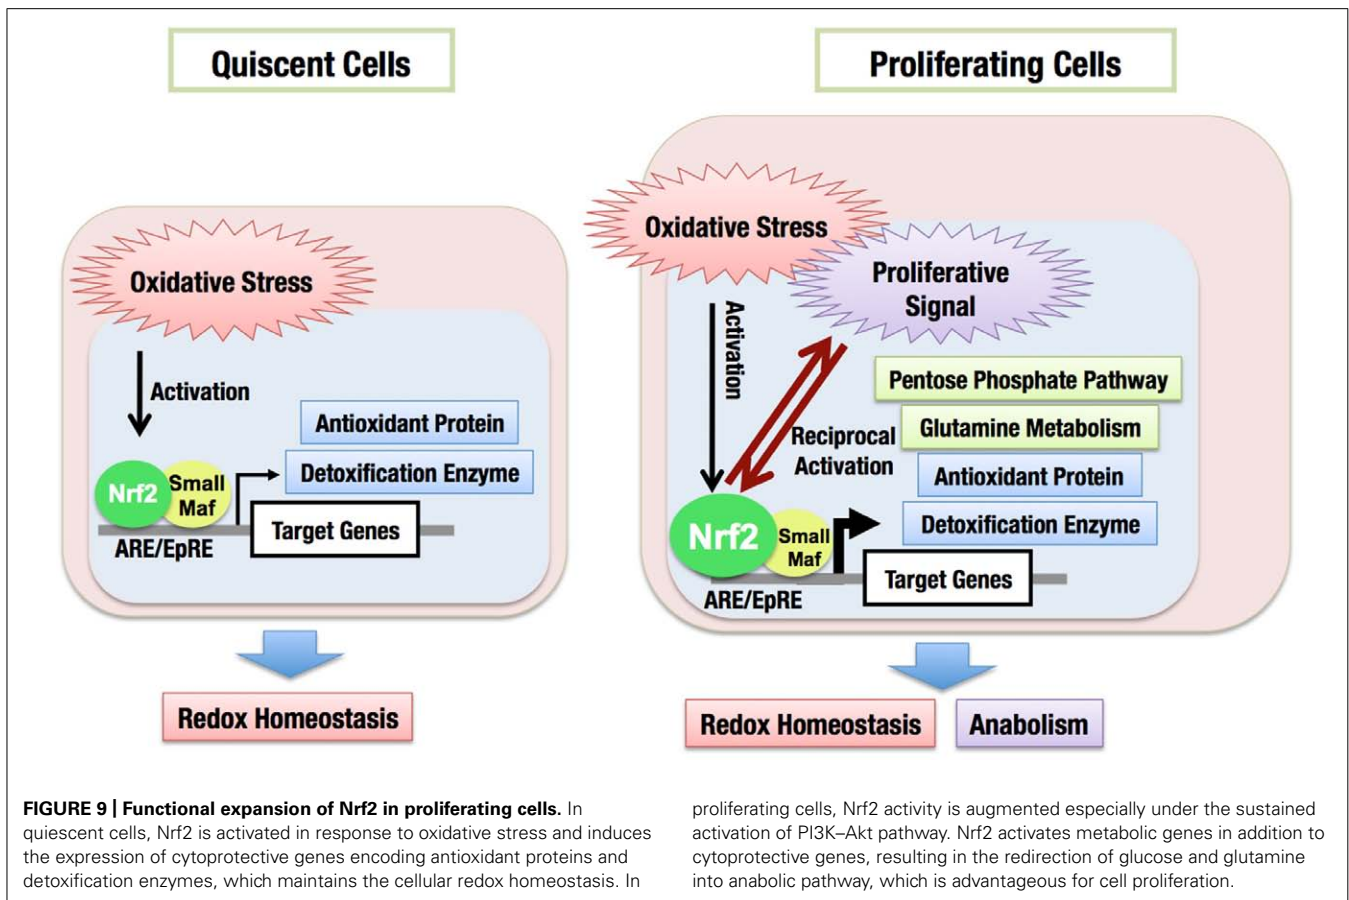 Quiscent Cells
Oxidative Stress
Activation
Antioxidant Protein
Detoxification Enzyme
Nrf2
Small
Maf
Target Genes
ARE/EpRE
Redox Homeostasis
Proliferating Cells
Oxidative Stress
Proliferative
Signal
Activation
Pentose Phosphate Pathway
Glutamine Metabolism
Reciprocal
Activation
Antioxidant Protein
Detoxification Enzyme
Nrf2
Small
Maf
Target Genes
ARE/EpRE
Redox Homeostasis
Anabolism
FIGURE 9 | Functional expansion of Nrf2 in proliferating cells. In
quiescent cells, Nrf2 is activated in response to oxidative stress and induces
the expression of cytoprotective genes encoding antioxidant proteins and
detoxification enzymes, which maintains the cellular redox homeostasis. In
proliferating cells, Nrf2 activity is augmented especially under the sustained
activation of PI3K–Akt pathway. Nrf2 activates metabolic genes in addition to
cytoprotective genes, resulting in the redirection of glucose and glutamine
into anabolic pathway, which is advantageous for cell proliferation.